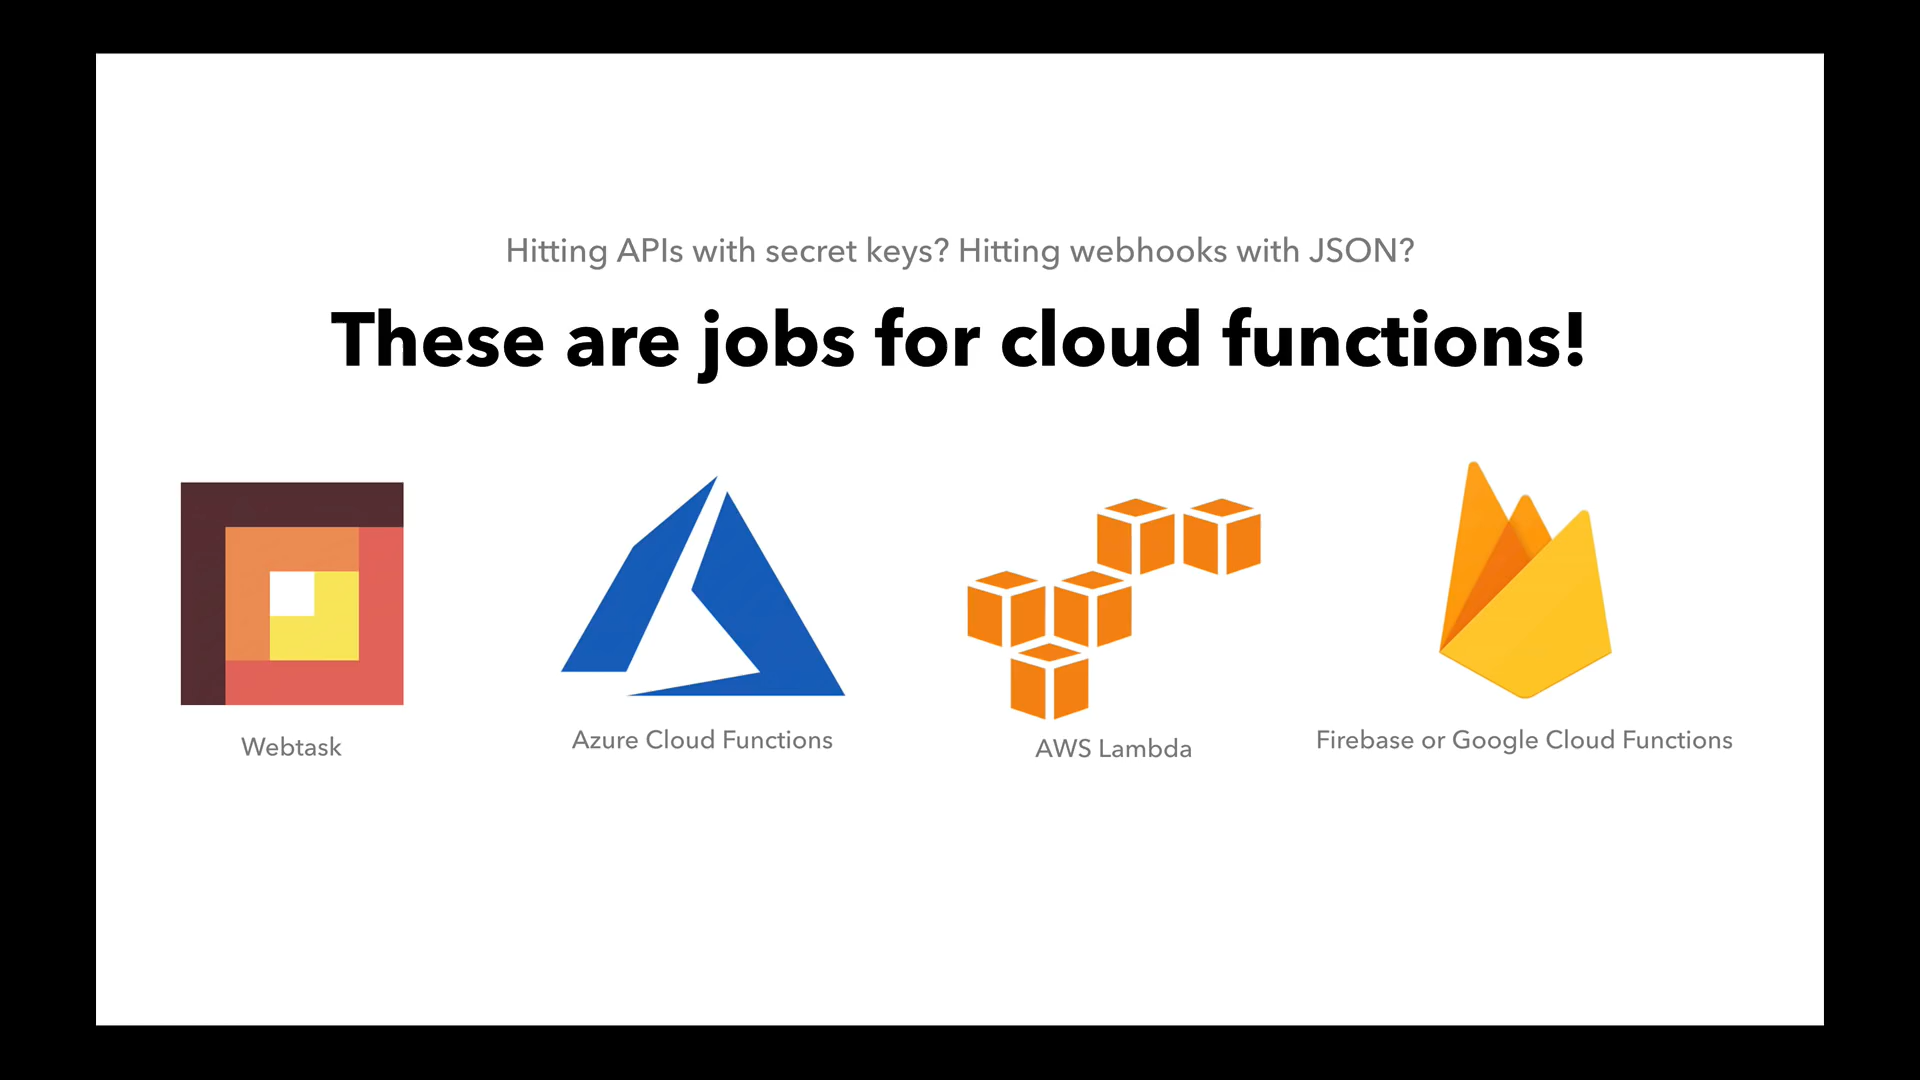 Hitting APIs with secret keys? Hitting webhooks with JSON?
These are jobs for cloud functions!
Webtask
Azure Cloud Functions
AWS Lambda
Firebase or Google Cloud Functions